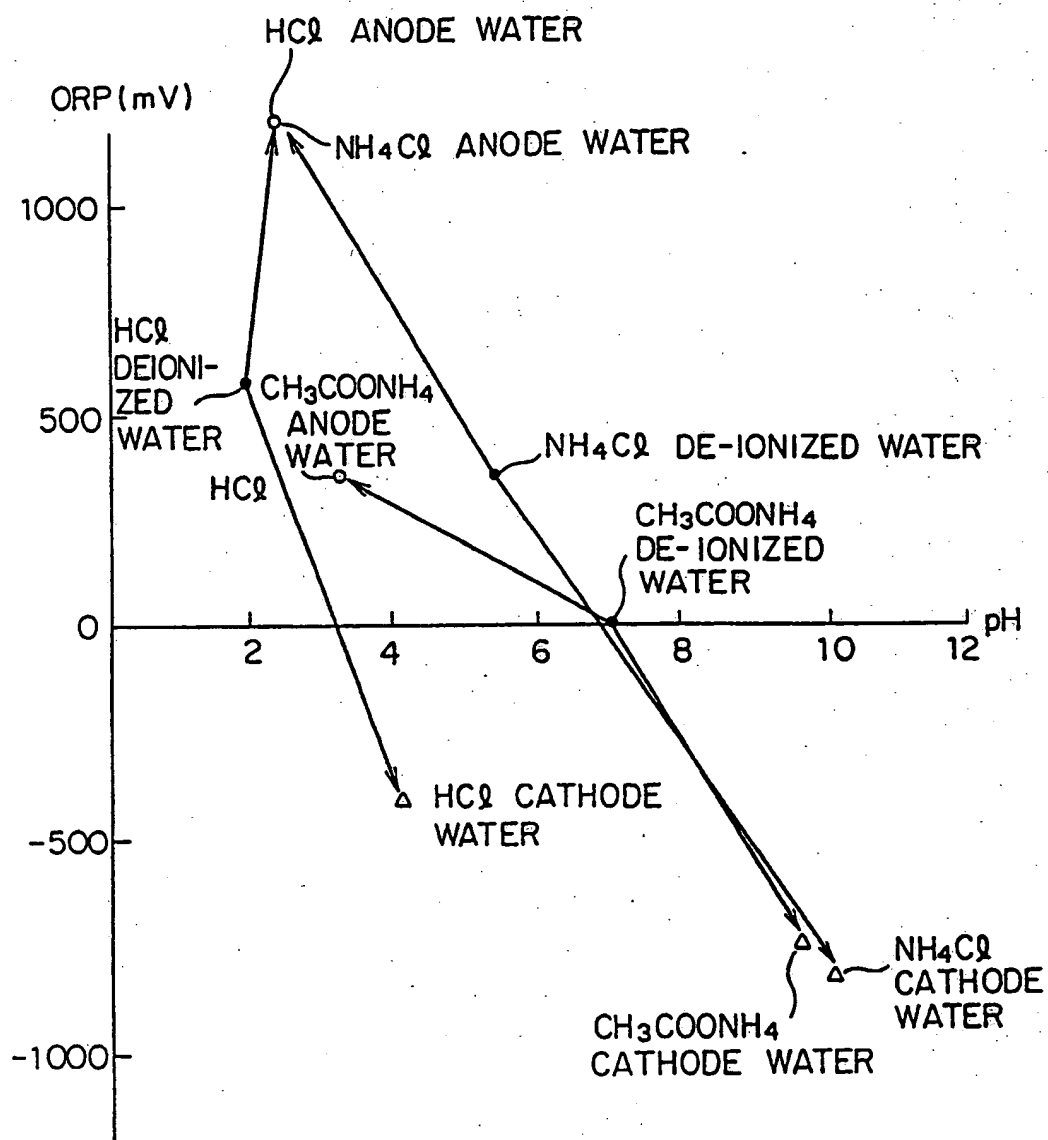 HCl ANODE WATER
ORP(mV)
NH₄Cl ANODE WATER
1000
HCl
DEIONI-
ZED
WATER
CH₃COONH₄
ANODE
WATER
500
NH₄Cl DE-IONIZED WATER
HCl
CH₃COONH₄
DE-IONIZED
WATER
0
pH
2
4
6
8
10
12
HCl CATHODE
WATER
-500
NH₄Cl
CATHODE
WATER
CH₃COONH₄
CATHODE WATER
-1000